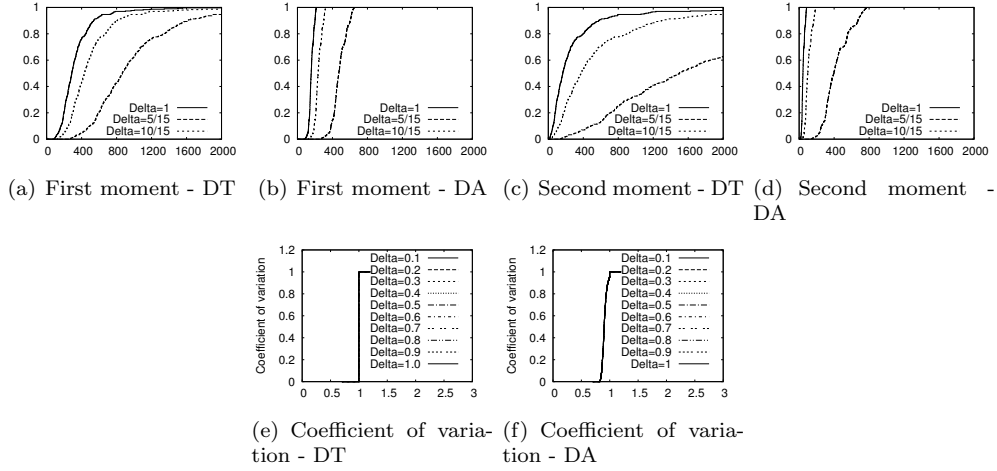 1
0.8
0.6
0.4
0.2
0
Delta=1
Delta=5/15
Delta=10/15
0 400 800 1200 1600 2000
(a) First moment - DT
1
0.8
0.6
0.4
0.2
0
Delta=1
Delta=5/15
Delta=10/15
0 400 800 1200 1600 2000
(b) First moment - DA
1
0.8
0.6
0.4
0.2
0
Delta=1
Delta=5/15
Delta=10/15
0 400 800 1200 1600 2000
(c) Second moment - DT
1
0.8
0.6
0.4
0.2
0
Delta=1
Delta=5/15
Delta=10/15
0 400 800 1200 1600 2000
(d) Second moment -
DA
Coefficient of variation
1.2
1
0.8
0.6
0.4
0.2
0
Delta=0.1
Delta=0.2
Delta=0.3
Delta=0.4
Delta=0.5
Delta=0.6
Delta=0.7
Delta=0.8
Delta=0.9
Delta=1.0
0 0.5 1 1.5 2 2.5 3
(e) Coefficient of varia-
tion - DT
Coefficient of variation
1.2
1
0.8
0.6
0.4
0.2
0
Delta=0.1
Delta=0.2
Delta=0.3
Delta=0.4
Delta=0.5
Delta=0.6
Delta=0.7
Delta=0.8
Delta=0.9
Delta=1
0 0.5 1 1.5 2 2.5 3
(f) Coefficient of varia-
tion - DA